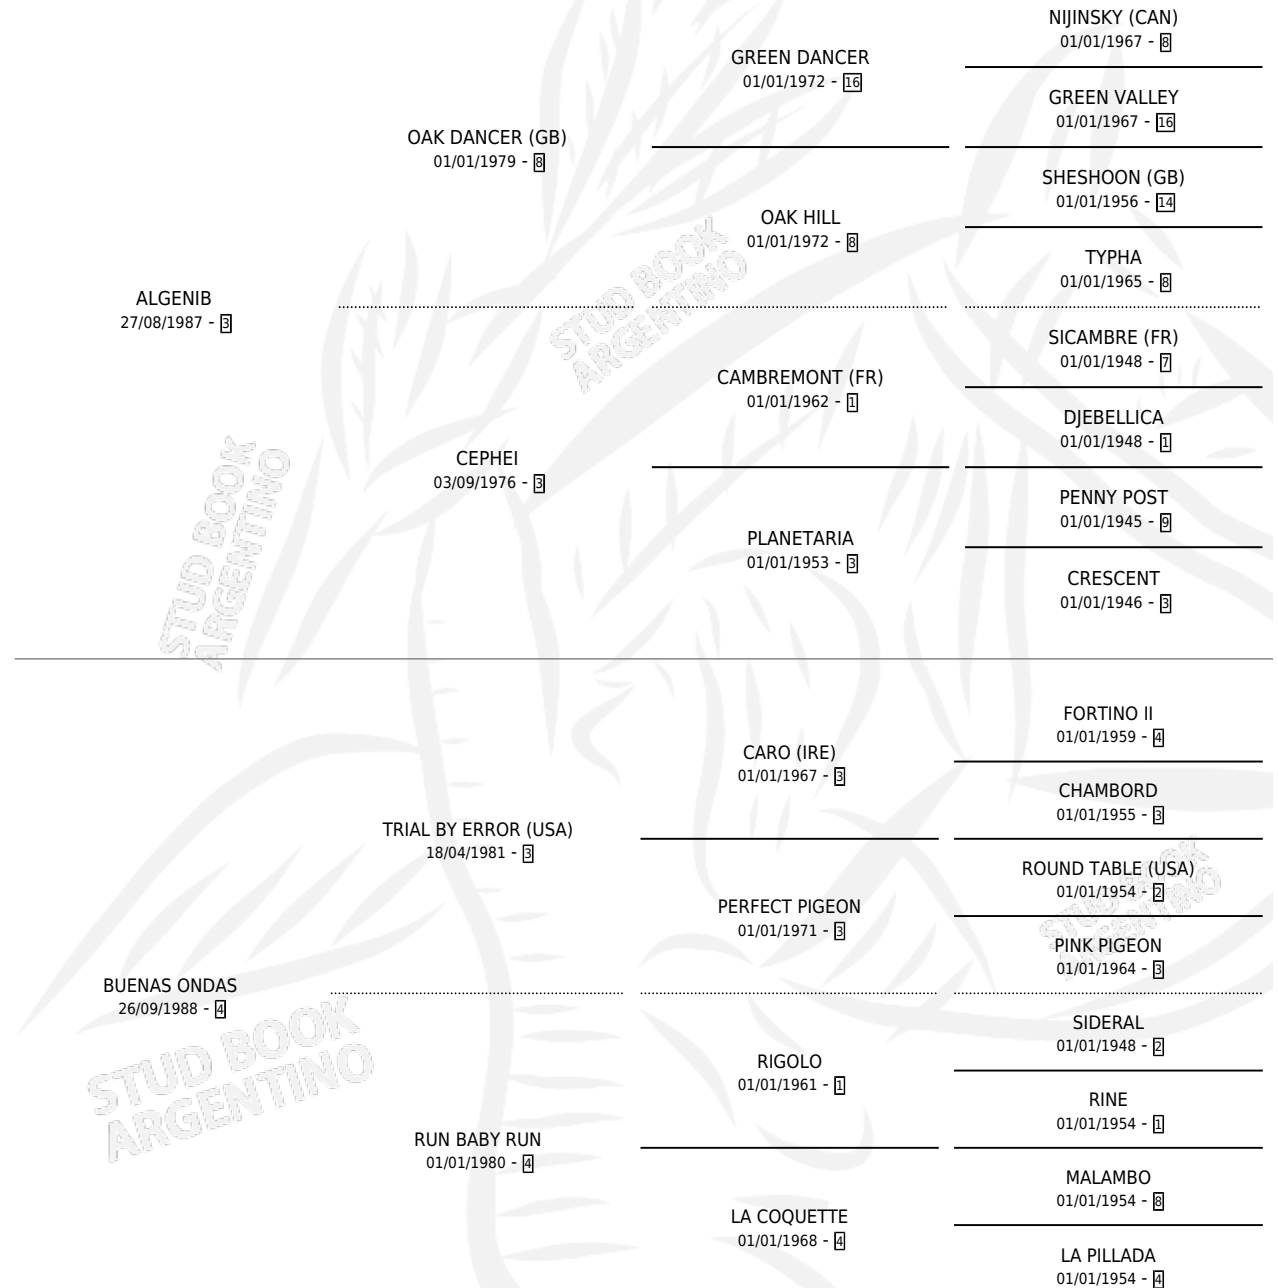 NIJINSKY (CAN)
01/01/1967 - 8
GREEN DANCER
01/01/1972 - 16
GREEN VALLEY
01/01/1967 - 16
OAK DANCER (GB)
01/01/1979 - 8
SHESHOON (GB)
01/01/1956 - 14
OAK HILL
01/01/1972 - 8
TYPHA
01/01/1965 - 8
ALGENIB
27/08/1987 - 3
SICAMBRE (FR)
01/01/1948 - 7
CAMBREMONT (FR)
01/01/1962 - 1
DJEBELLICA
01/01/1948 - 1
CEPHEI
03/09/1976 - 3
PENNY POST
01/01/1945 - 9
PLANETARIA
01/01/1953 - 3
CRESCENT
01/01/1946 - 3
STUD BOOK
ARGENTINO
STUD BOOK
ARGENTINO
FORTINO II
01/01/1959 - 4
CARO (IRE)
01/01/1967 - 3
CHAMBORD
01/01/1955 - 3
TRIAL BY ERROR (USA)
18/04/1981 - 3
ROUND TABLE (USA)
01/01/1954 - 2
PERFECT PIGEON
01/01/1971 - 3
PINK PIGEON
01/01/1964 - 3
BUENAS ONDAS
26/09/1988 - 4
SIDERAL
01/01/1948 - 2
RIGOLO
01/01/1961 - 1
RINE
01/01/1954 - 1
RUN BABY RUN
01/01/1980 - 4
MALAMBO
01/01/1954 - 8
LA COQUETTE
01/01/1968 - 4
LA PILLADA
01/01/1954 - 4
STUD BOOK
ARGENTINO
STUD BOOK
ARGENTINO